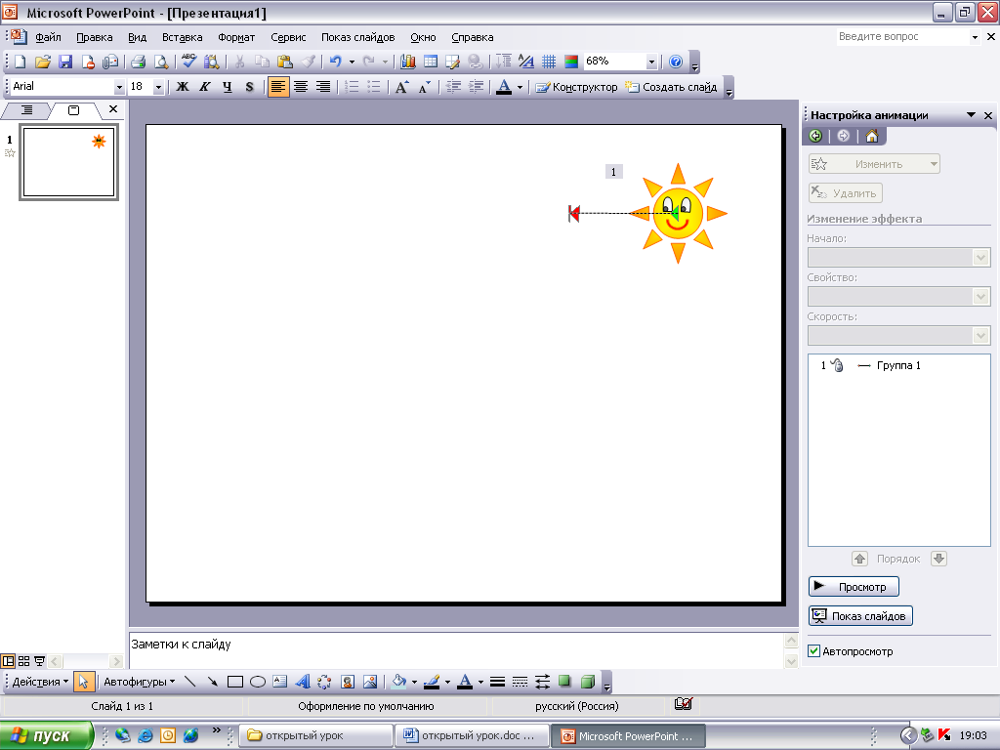 Microsoft PowerPoint - [Презентация1]
Файл Правка Вид Вставка Формат Сервис Показ слайдов Окно Справка Введите вопрос
68%
Arial 18 Ж К Ч S Конструктор Создать слайд
1
1
Настройка анимации
Изменить
Удалить
Изменение эффекта
Начало:
Свойство:
Скорость:
1 Группа 1
Порядок
Просмотр
Показ слайдов
Автопросмотр
Заметки к слайду
Действия Автофигуры
Слайд 1 из 1 Оформление по умолчанию русский (Россия)
пуск открытый урок открытый урок.doc ... Microsoft PowerPoint ... 19:03